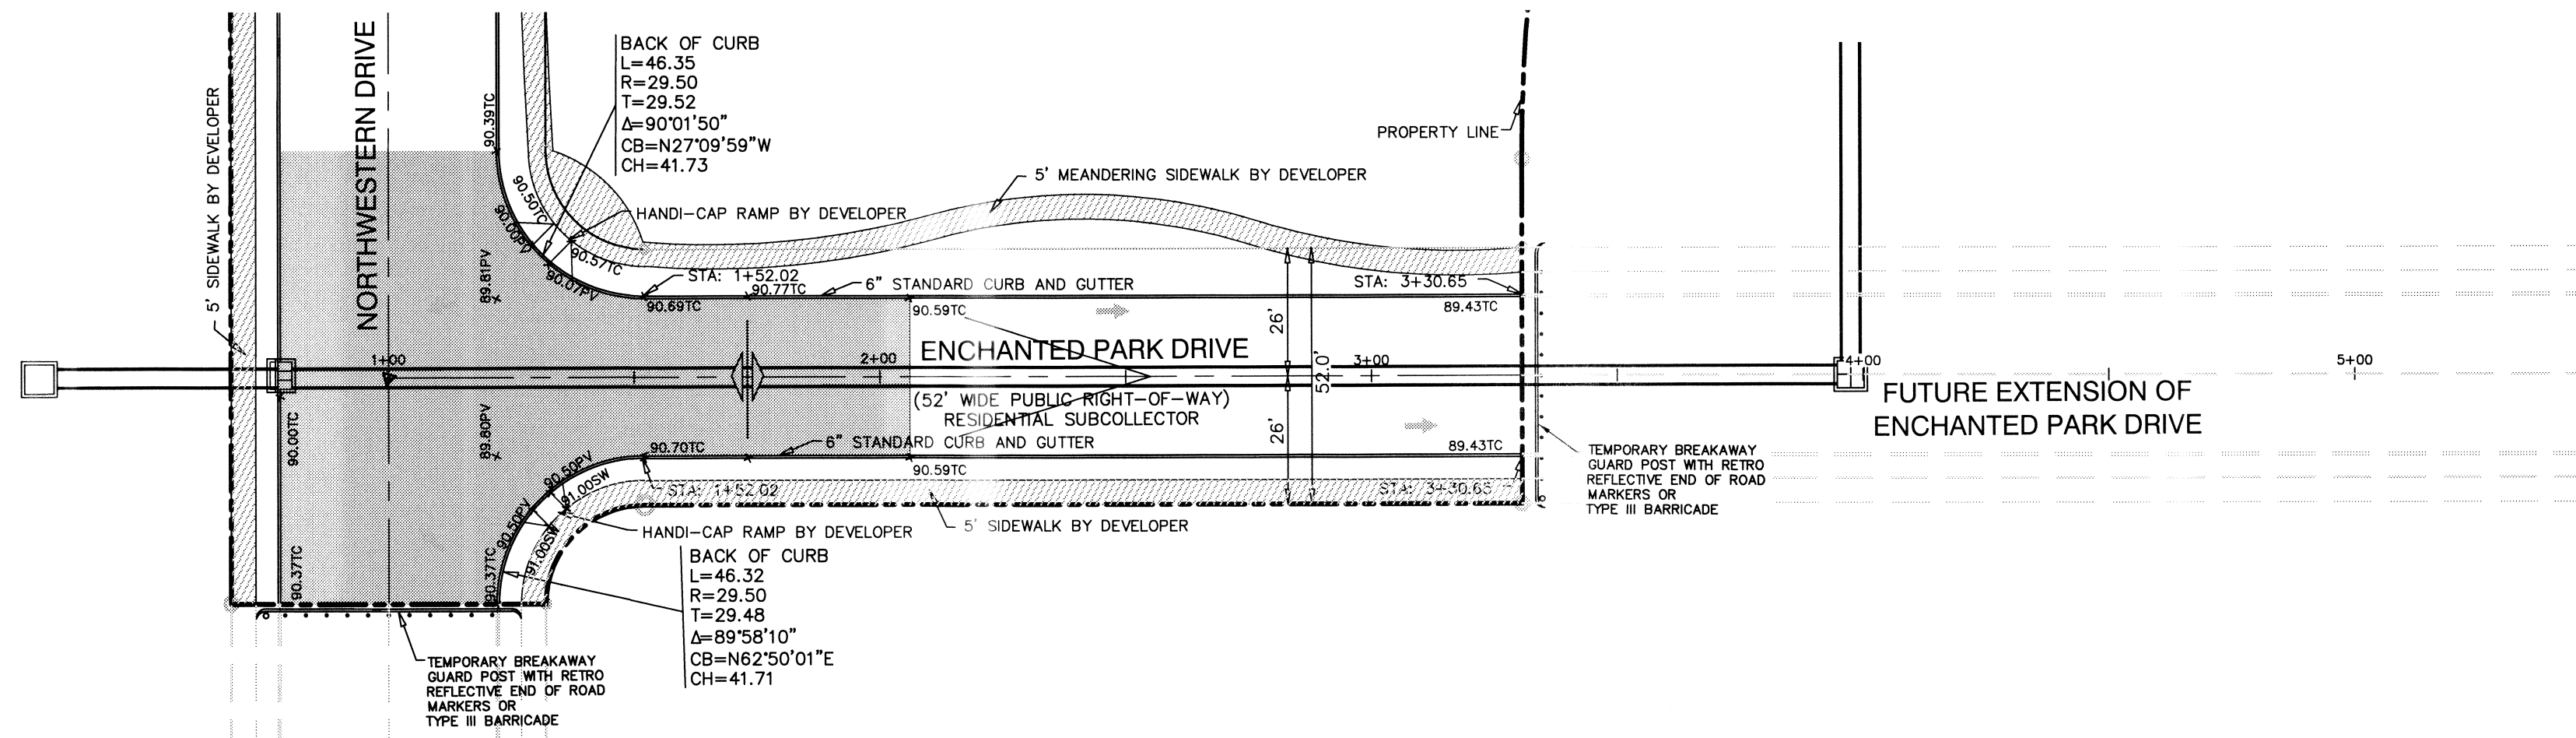 NORTHWESTERN DRIVE
5' SIDEWALK BY DEVELOPER
BACK OF CURB
L=46.35
R=29.50
T=29.52
Δ=90°01'50"
CB=N27°09'59"W
CH=41.73
90.39TC
90.50TC
90.00PV
90.57TC
90.07PV
HANDI-CAP RAMP BY DEVELOPER
5' MEANDERING SIDEWALK BY DEVELOPER
PROPERTY LINE
STA: 1+52.02
90.69TC
90.77TC
6" STANDARD CURB AND GUTTER
90.59TC
STA: 3+30.65
89.43TC
89.81PV
1+00
2+00
ENCHANTED PARK DRIVE
26'
52.0'
26'
3+00
4+00
5+00
(52' WIDE PUBLIC RIGHT-OF-WAY)
RESIDENTIAL SUBCOLLECTOR
FUTURE EXTENSION OF
ENCHANTED PARK DRIVE
90.00TC
89.80PV
90.70TC
6" STANDARD CURB AND GUTTER
90.59TC
89.43TC
90.50PV
91.00SW
STA: 1+52.02
STA: 3+30.65
90.50PV
91.00SW
HANDI-CAP RAMP BY DEVELOPER
5' SIDEWALK BY DEVELOPER
TEMPORARY BREAKAWAY
GUARD POST WITH RETRO
REFLECTIVE END OF ROAD
MARKERS OR
TYPE III BARRICADE
90.37TC
90.37TC
BACK OF CURB
L=46.32
R=29.50
T=29.48
Δ=89°58'10"
CB=N62°50'01"E
CH=41.71
TEMPORARY BREAKAWAY
GUARD POST WITH RETRO
REFLECTIVE END OF ROAD
MARKERS OR
TYPE III BARRICADE